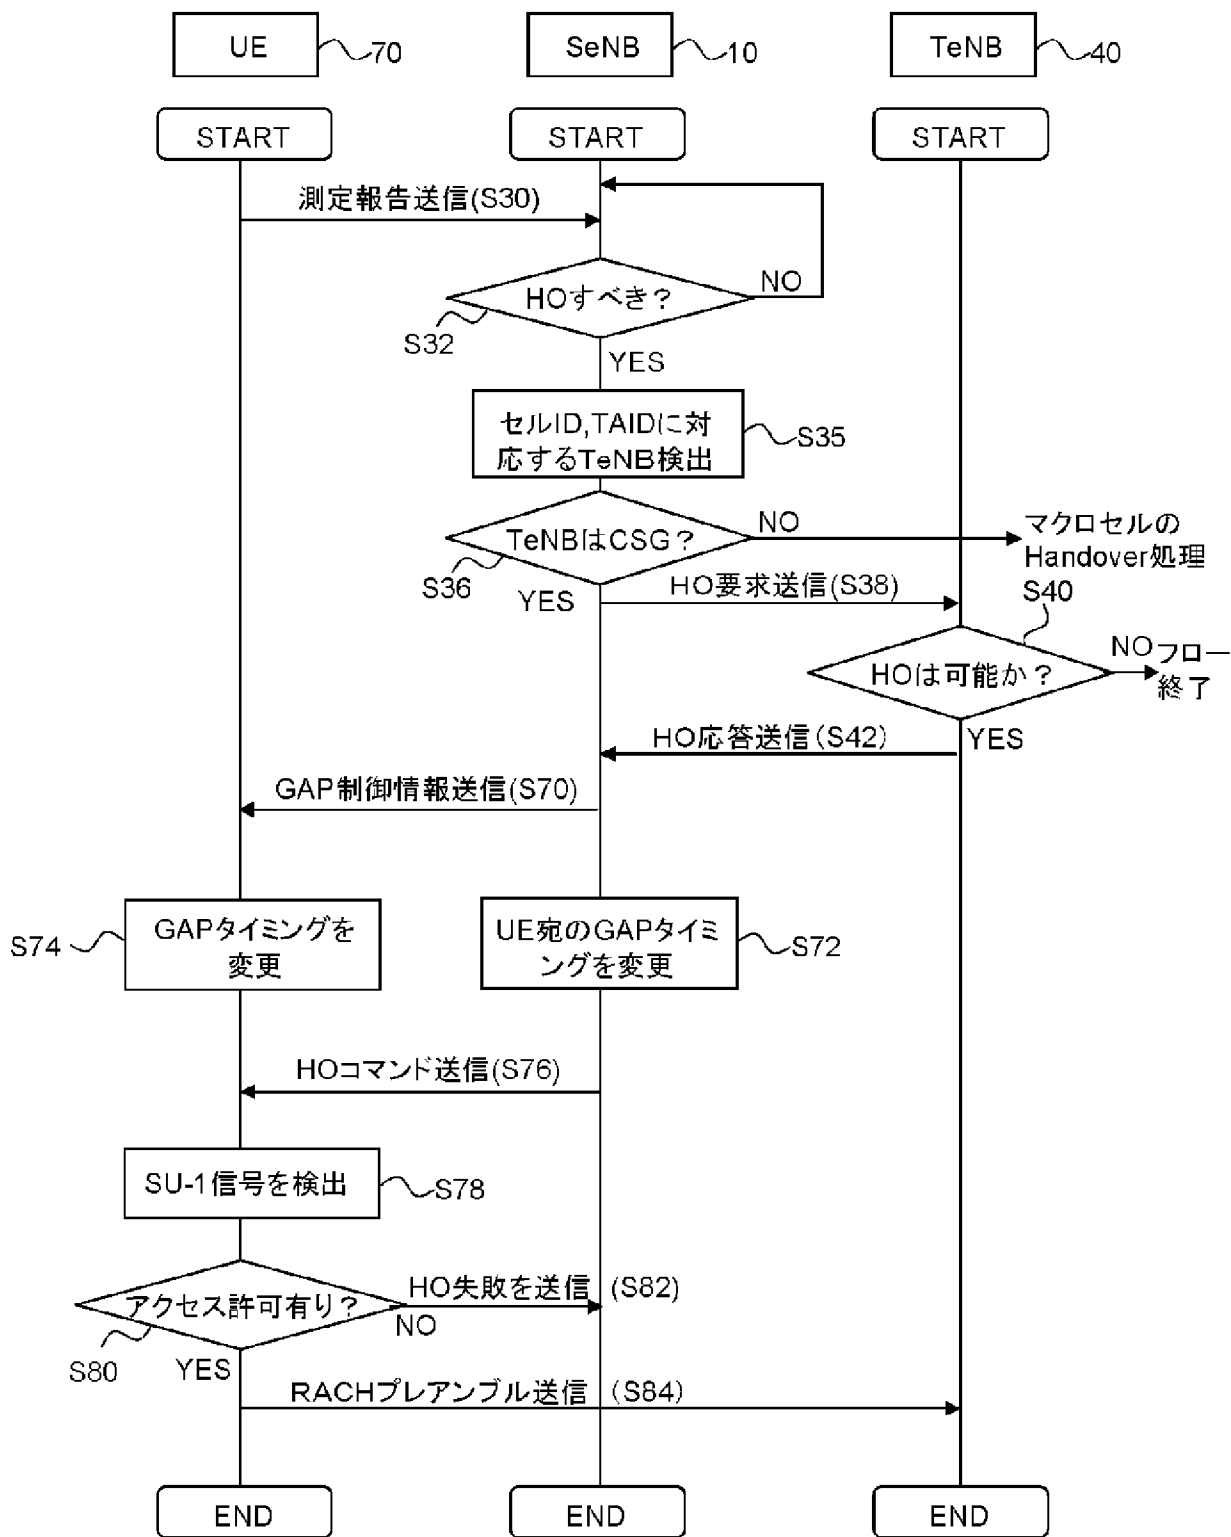 UE
70
SeNB
10
TeNB
40
START
START
START
測定報告送信(S30)
HOすべき？
NO
S32
YES
セルID,TAIDに対
応するTeNB検出
S35
TeNBはCSG？
NO
マクロセルの
Handover処理
S36
YES
HO要求送信(S38)
S40
HOは可能か？
NO
フロー
終了
HO応答送信(S42)
YES
GAP制御情報送信(S70)
S74
GAPタイミングを
変更
UE宛のGAPタイミ
ングを変更
S72
HOコマンド送信(S76)
SU-1信号を検出
S78
アクセス許可有り？
HO失敗を送信 (S82)
NO
S80
YES
RACHプレアンブル送信 (S84)
END
END
END